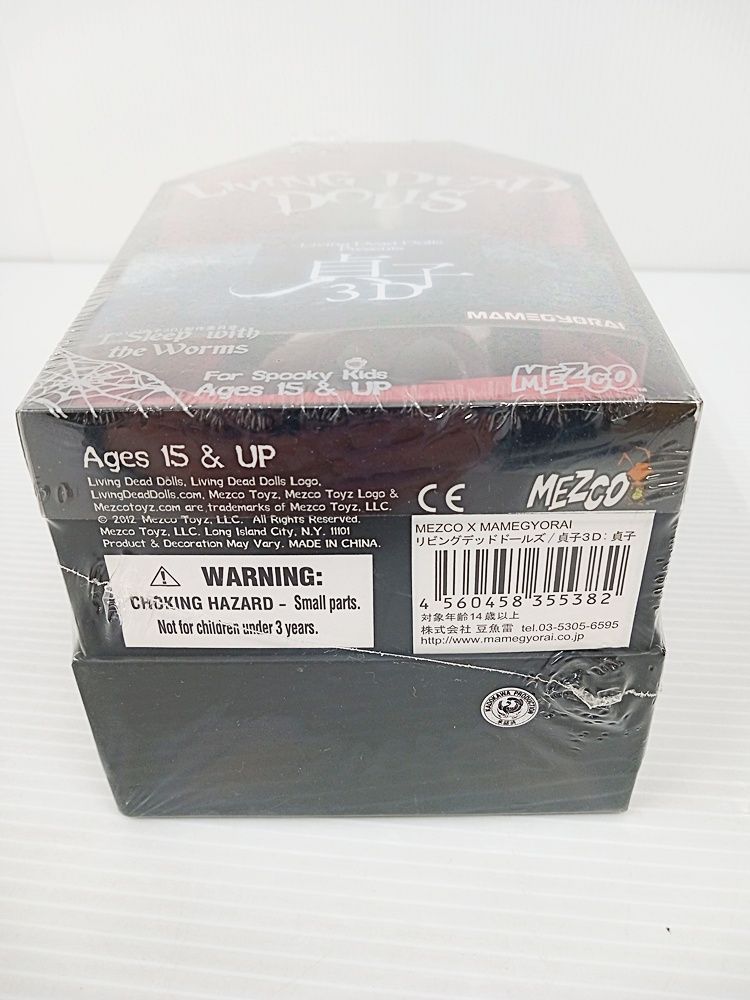 LIVING DEAD
DOLLS
Living Dead Dolls
Presents
貞子
3D
MAMEGYORAI
I Sleep with
the Worms
For Spooky Kids
Ages 15 & UP
MEZCO
Ages 15 & UP
Living Dead Dolls, Living Dead Dolls Logo,
LivingDeadDolls.com, Mezco Toyz, Mezco Toyz Logo &
Mezcotoyz.com are trademarks of Mezco Toyz, LLC.
© 2012 Mezco Toyz, LLC. All Rights Reserved.
Mezco Toyz, LLC. Long Island City, N.Y. 11101
Product & Decoration May Vary. MADE IN CHINA.
CE
MEZCO
WARNING:
CHOKING HAZARD - Small parts.
Not for children under 3 years.
MEZCO X MAMEGYORAI
リビングデッドドールズ/貞子3D:貞子
4 560458 355382
対象年齢14歳以上
株式会社 豆魚雷 tel.03-5305-6595
http://www.mamegyorai.co.jp
KADOKAWA PRODUCTION